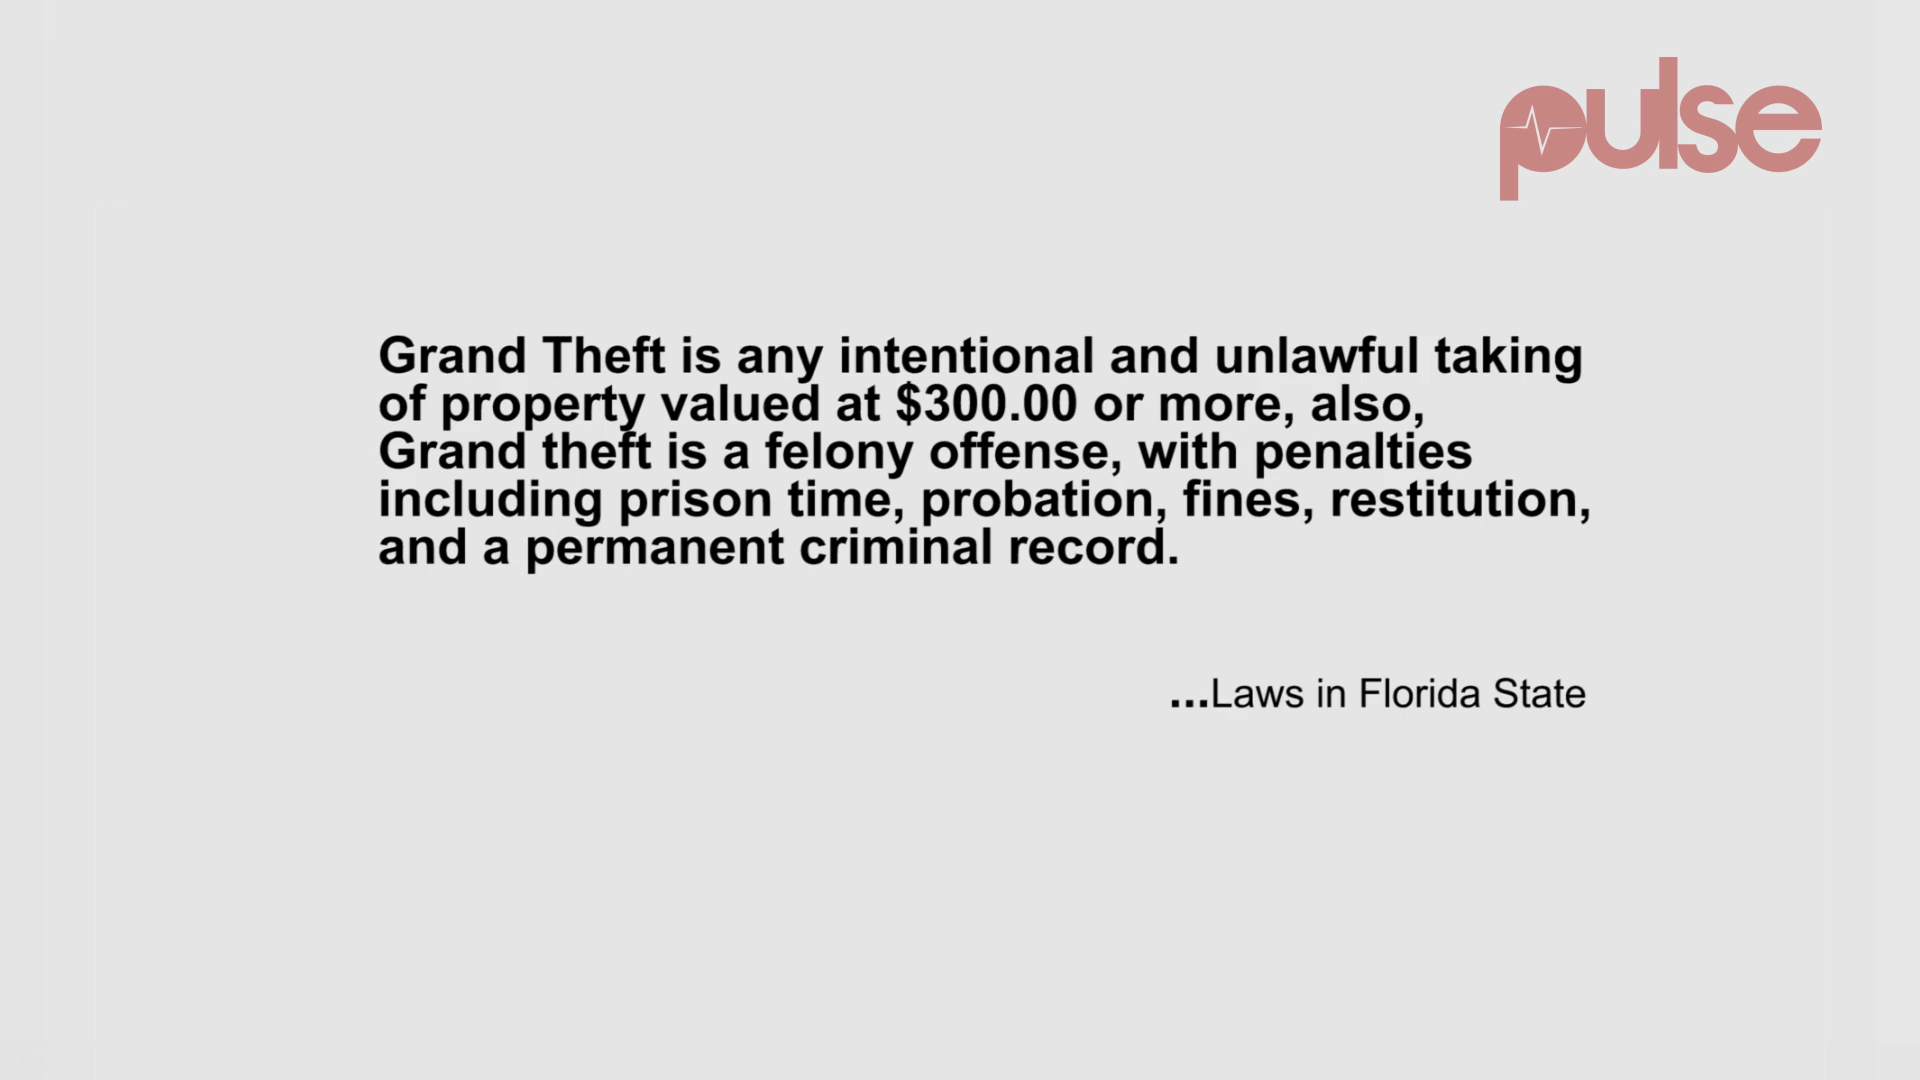 pulse
Grand Theft is any intentional and unlawful taking
of property valued at $300.00 or more, also,
Grand theft is a felony offense, with penalties
including prison time, probation, fines, restitution,
and a permanent criminal record.
...Laws in Florida State